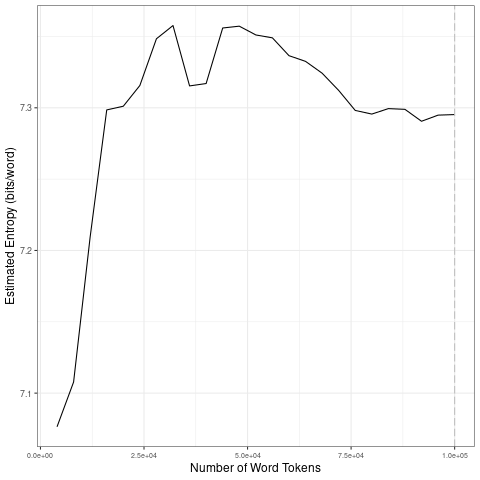 Estimated Entropy (bits/word)
7.3
7.2
7.1
0.0e+00 2.5e+04 5.0e+04 7.5e+04 1.0e+05
Number of Word Tokens